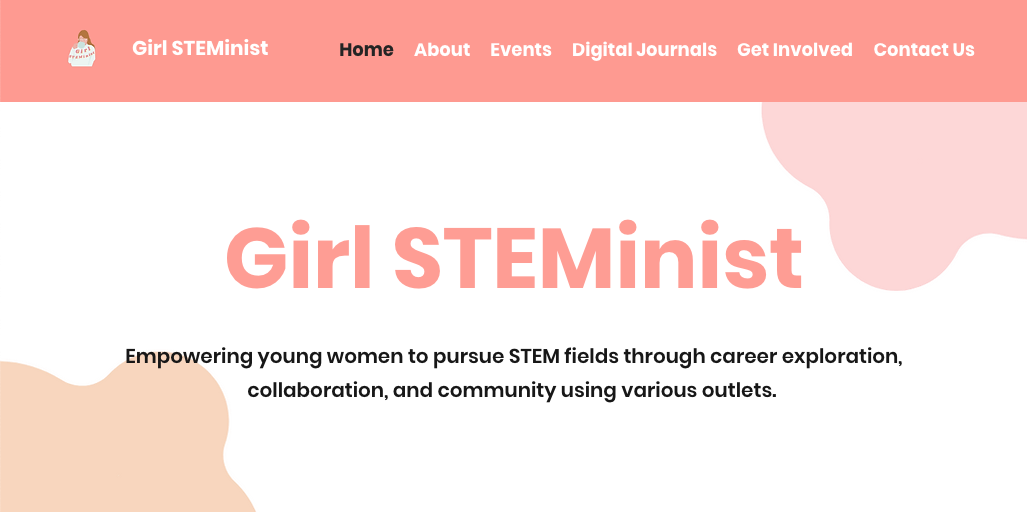 Girl STEMinist
Home About Events Digital Journals Get Involved Contact Us
Girl STEMinist
Empowering young women to pursue STEM fields through career exploration,
collaboration, and community using various outlets.